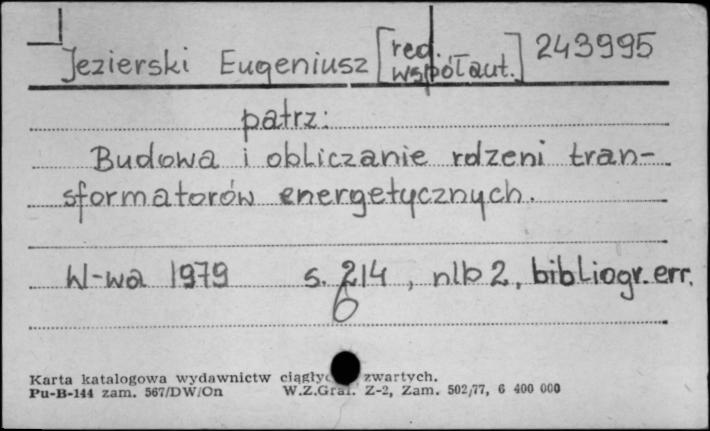 Jezierski Eugeniusz [red. współaut.] 243995
patrz:
Budowa i obliczanie rdzeni tran-
sformatorów energetycznych.
W-wa 1979 s. 214, nlb 2, bibliogr. err.
6
Karta katalogowa wydawnictw zwartych.
Pu-B-144 zam. 567/DW/On W.Z.Graf. Z-2, Zam. 502/77, 6 400 000